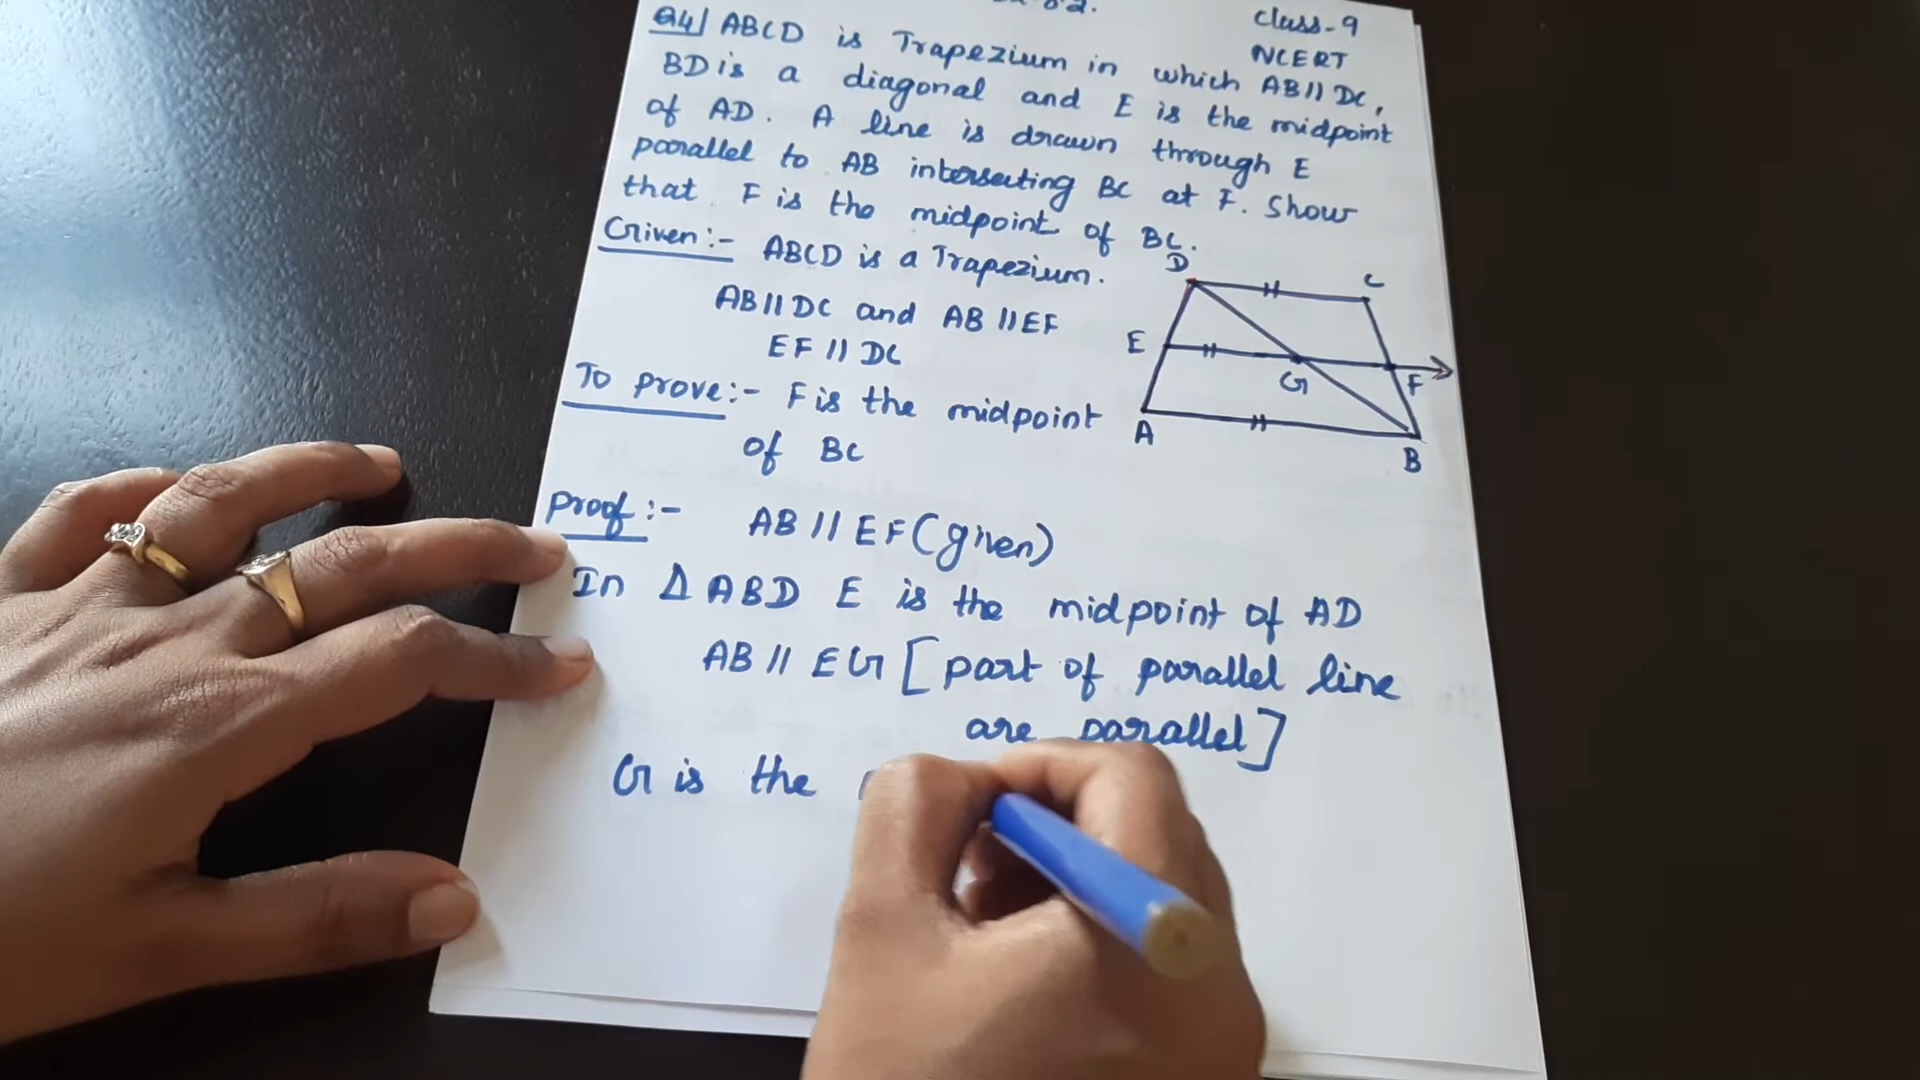 Class-9
NCERT
Q4/ ABCD is Trapezium in which AB॥DC,
BD is a diagonal and E is the midpoint
of AD. A line is drawn through E
parallel to AB intersecting BC at F. Show
that F is the midpoint of BC.
Given:- ABCD is a Trapezium.
AB॥DC and AB॥EF
EF॥DC
To prove:- F is the midpoint
of BC
D
C
E
G
F
A
B
Proof:- AB॥EF (given)
In Δ ABD E is the midpoint of AD
AB॥EG [part of parallel line
are parallel]
G is the